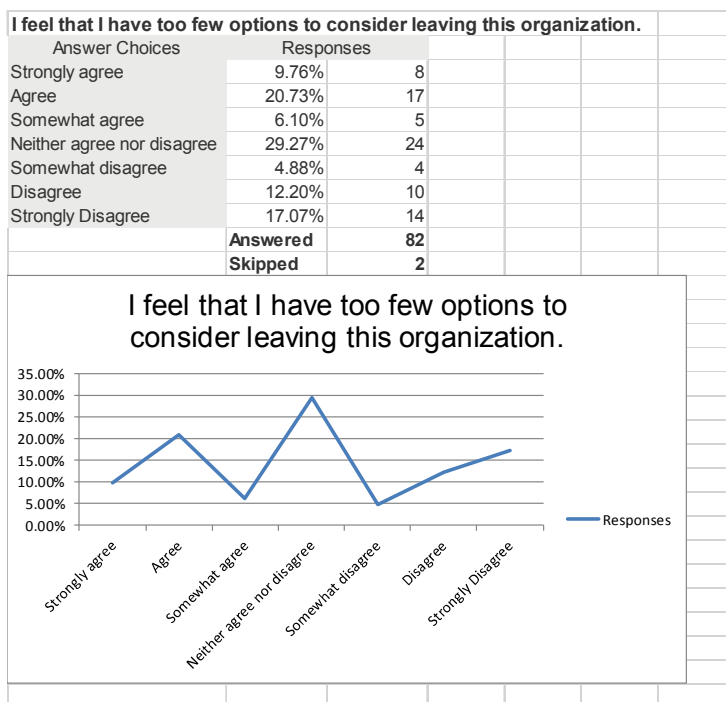 I feel that I have too few options to consider leaving this organization.
Answer Choices Responses
Strongly agree 9.76% 8
Agree 20.73% 17
Somewhat agree 6.10% 5
Neither agree nor disagree 29.27% 24
Somewhat disagree 4.88% 4
Disagree 12.20% 10
Strongly Disagree 17.07% 14
Answered 82
Skipped 2
I feel that I have too few options to
consider leaving this organization.
35.00%
30.00%
25.00%
20.00%
15.00%
10.00%
5.00%
0.00%
Responses
Strongly agree
Agree
Somewhat agree
Neither agree nor disagree
Somewhat disagree
Disagree
Strongly Disagree